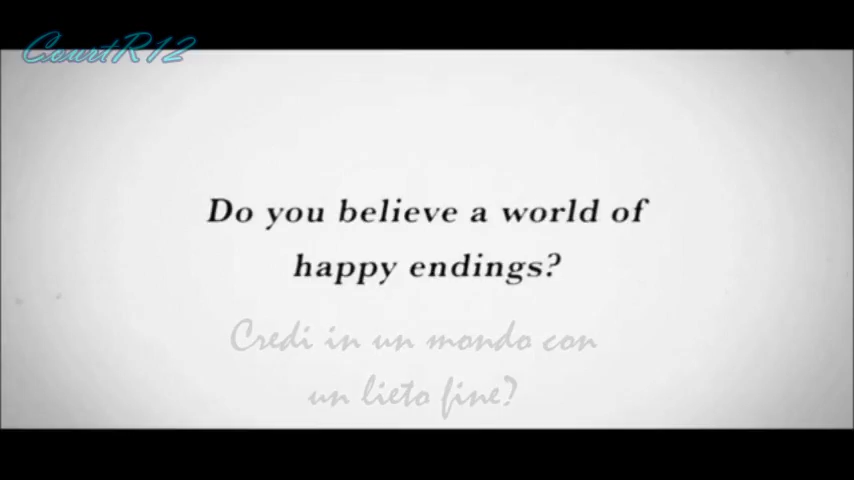 CourtR12
Do you believe a world of
happy endings?
Credi in un mondo con
un lieto fine?